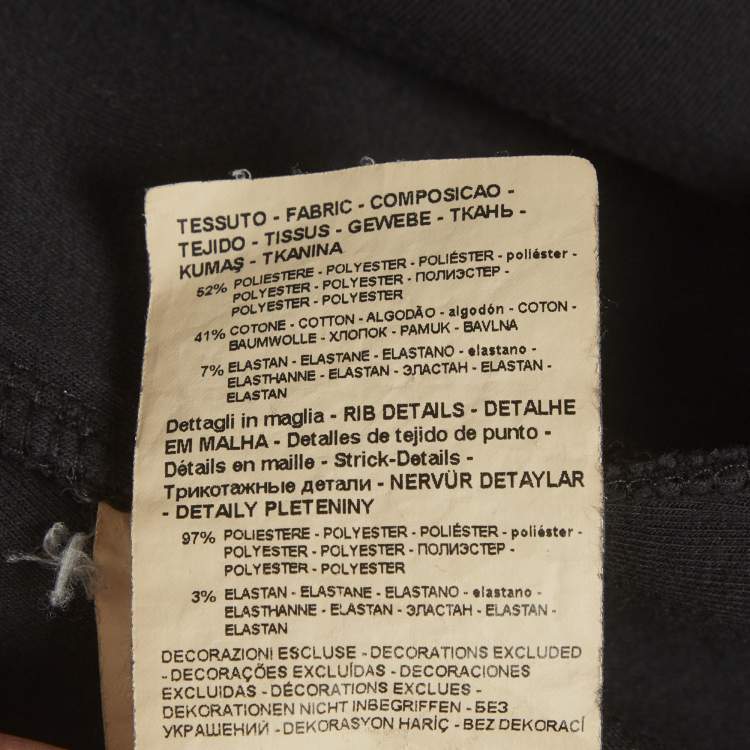 TESSUTO - FABRIC - COMPOSICAO -
TEJIDO - TISSUS - GEWEBE - ТКАНЬ -
KUMAŞ - TKANINA
52% POLIESTERE - POLYESTER - POLIÉSTER - poliéster -
POLYESTER - POLYESTER - ПОЛИЭСТЕР -
POLYESTER - POLYESTER
41% COTONE - COTTON - ALGODÃO - algodón - COTON -
BAUMWOLLE - ХЛОПОК - PAMUK - BAVLNA
7% ELASTAN - ELASTANE - ELASTANO - elastano -
ELASTHANNE - ELASTAN - ЭЛАСТАН - ELASTAN -
ELASTAN
Dettagli in maglia - RIB DETAILS - DETALHE
EM MALHA - Detalles de tejido de punto -
Détails en maille - Strick-Details -
Трикотажные детали - NERVÜR DETAYLAR
- DETAILY PLETENINY
97% POLIESTERE - POLYESTER - POLIÉSTER - poliéster -
POLYESTER - POLYESTER - ПОЛИЭСТЕР -
POLYESTER - POLYESTER
3% ELASTAN - ELASTANE - ELASTANO - elastano -
ELASTHANNE - ELASTAN - ЭЛАСТАН - ELASTAN -
ELASTAN
DECORAZIONI ESCLUSE - DECORATIONS EXCLUDED
- DECORAÇÕES EXCLUÍDAS - DECORACIONES
EXCLUIDAS - DÉCORATIONS EXCLUES -
DEKORATIONEN NICHT INBEGRIFFEN - БЕЗ
УКРАШЕНИЙ - DEKORASYON HARİÇ - BEZ DEKORACÍ